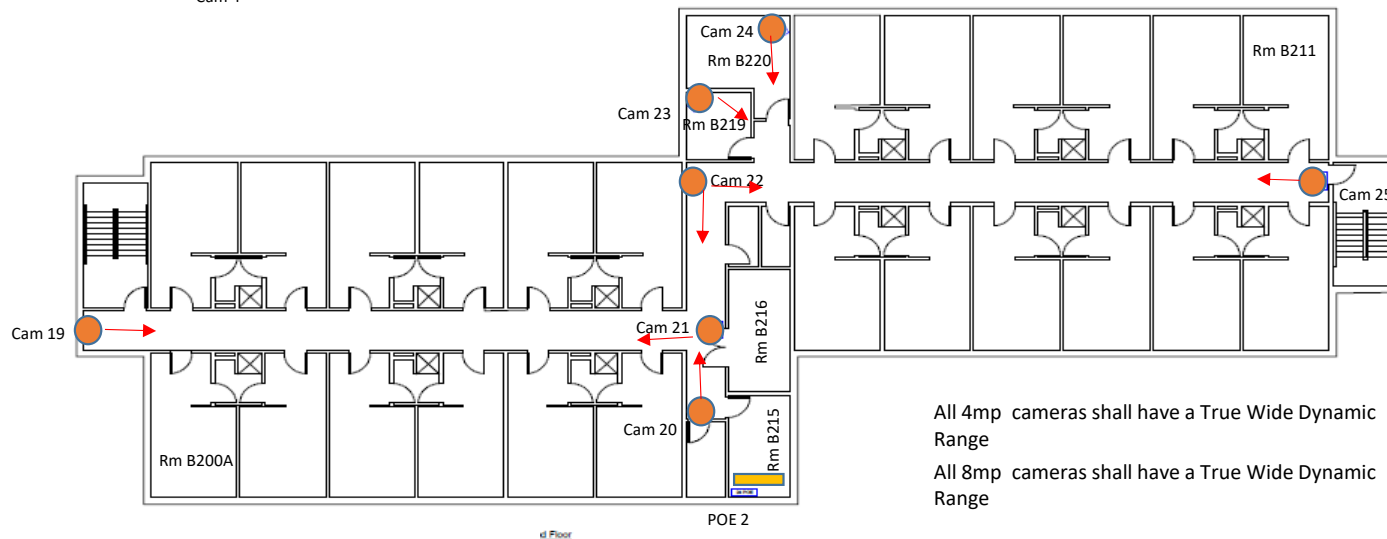 Cam 24
Rm B220
Rm B211
Cam 23
Rm B219
Cam 22
Cam 25
Cam 19
Cam 21
Rm B216
Cam 20
Rm B200A
Rm B215
All 4mp cameras shall have a True Wide Dynamic
Range
All 8mp cameras shall have a True Wide Dynamic
Range
POE 2
d Floor